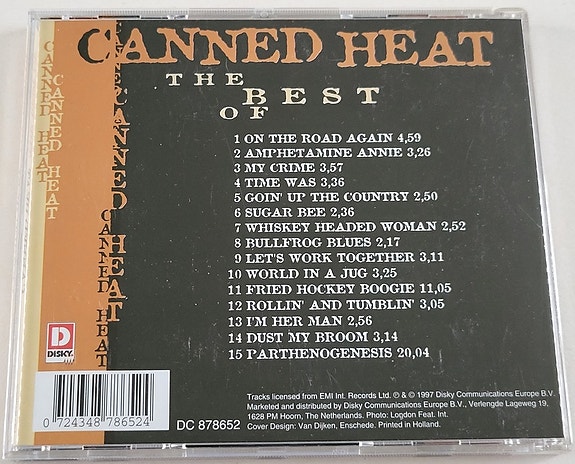 CANNED HEAT
THE
BEST
OF
1 ON THE ROAD AGAIN 4,59
2 AMPHETAMINE ANNIE 3,26
3 MY CRIME 3,57
4 TIME WAS 3,36
5 GOIN' UP THE COUNTRY 2,50
6 SUGAR BEE 2,36
7 WHISKEY HEADED WOMAN 2,52
8 BULLFROG BLUES 2,17
9 LET'S WORK TOGETHER 3,11
10 WORLD IN A JUG 3,25
11 FRIED HOCKEY BOOGIE 11,05
12 ROLLIN' AND TUMBLIN' 3,05
13 I'M HER MAN 2,56
14 DUST MY BROOM 3,14
15 PARTHENOGENESIS 20,04
CANNED HEAT
CANNED HEAT
CANNED HEAT
CANNED HEAT
D
DISKY
0 724348 786524
DC 878652
Tracks licensed from EMI Int. Records Ltd. ℗ & © 1997 Disky Communications Europe B.V.
Marketed and distributed by Disky Communications Europe B.V., Verlengde Lageweg 19,
1628 PM Hoorn, The Netherlands. Photo: London Feat. Int.
Cover Design: Van Dijken, Enschede. Printed in Holland.